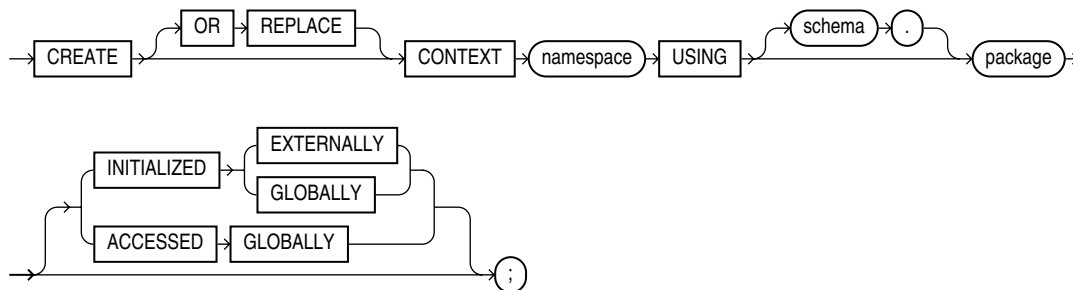 OR REPLACE schema .
CREATE CONTEXT namespace USING package
EXTERNALLY
INITIALIZED
GLOBALLY
ACCESSED GLOBALLY
;